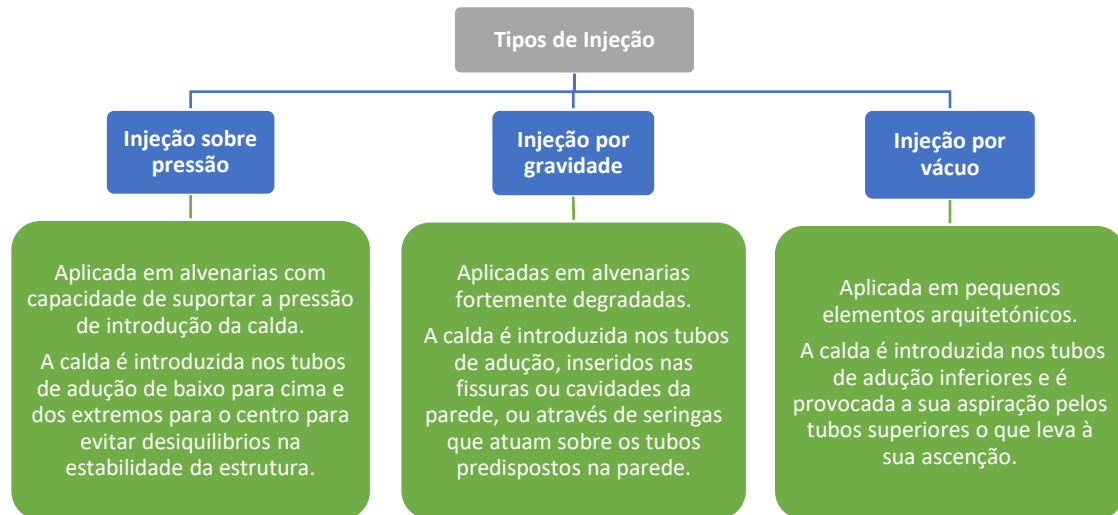 Tipos de Injeção
Injeção sobre
pressão
Injeção por
gravidade
Injeção por
vácuo
Aplicada em alvenarias com
capacidade de suportar a pressão
de introdução da calda.
A calda é introduzida nos tubos
de adução de baixo para cima e
dos extremos para o centro para
evitar desiquilibrios na
estabilidade da estrutura.
Aplicadas em alvenarias
fortemente degradadas.
A calda é introduzida nos tubos
de adução, inseridos nas
fissuras ou cavidades da
parede, ou através de seringas
que atuam sobre os tubos
predispostos na parede.
Aplicada em pequenos
elementos arquitetónicos.
A calda é introduzida nos tubos
de adução inferiores e é
provocada a sua aspiração pelos
tubos superiores o que leva à
sua ascenção.